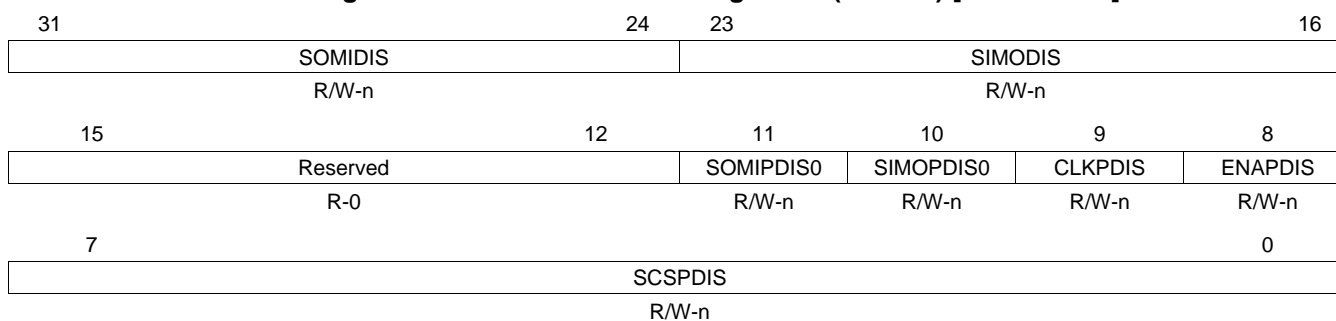 31 24 23 16
SOMIDIS SIMODIS
R/W-n R/W-n
15 12 11 10 9 8
Reserved SOMIPDIS0 SIMOPDIS0 CLKPDIS ENAPDIS
R-0 R/W-n R/W-n R/W-n R/W-n
7 0
SCSPDIS
R/W-n